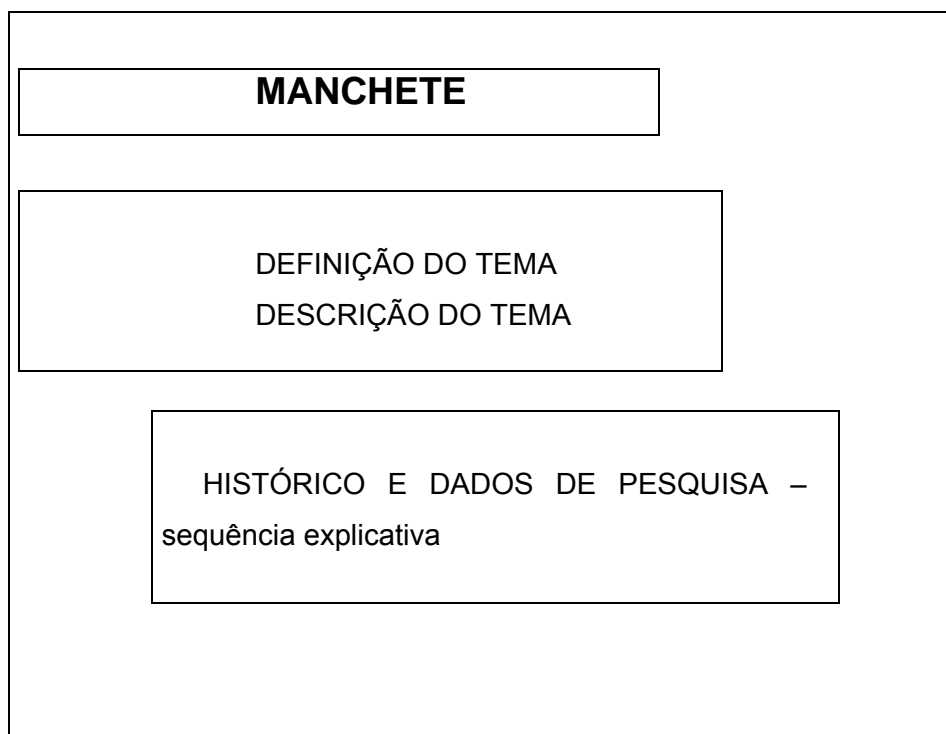 MANCHETE
DEFINIÇÃO DO TEMA
DESCRIÇÃO DO TEMA
HISTÓRICO E DADOS DE PESQUISA –
sequência explicativa